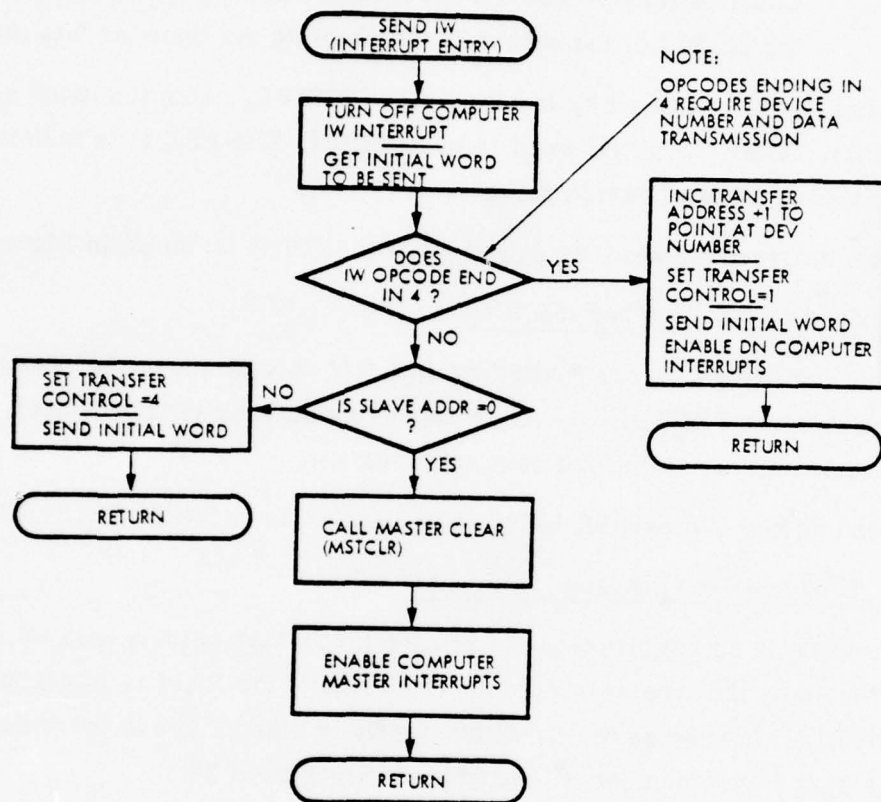 SEND IW
(INTERRUPT ENTRY)
NOTE:
OPCODES ENDING IN
4 REQUIRE DEVICE
NUMBER AND DATA
TRANSMISSION
TURN OFF COMPUTER
IW INTERRUPT
GET INITIAL WORD
TO BE SENT
DOES
IW OPCODE END
IN 4 ?
YES
INC TRANSFER
ADDRESS +1 TO
POINT AT DEV
NUMBER
SET TRANSFER
CONTROL=1
SEND INITIAL WORD
ENABLE DN COMPUTER
INTERRUPTS
RETURN
NO
IS SLAVE ADDR =0
?
NO
SET TRANSFER
CONTROL =4
SEND INITIAL WORD
RETURN
YES
CALL MASTER CLEAR
(MSTCLR)
ENABLE COMPUTER
MASTER INTERRUPTS
RETURN